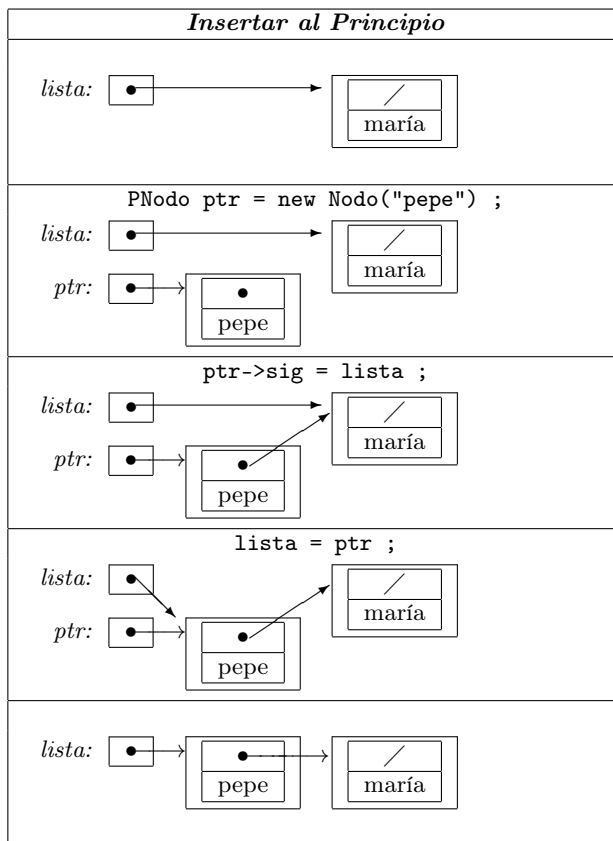 Insertar al Principio
lista:
maría
PNodo ptr = new Nodo("pepe") ;
lista:
maría
ptr:
pepe
ptr->sig = lista ;
lista:
maría
ptr:
pepe
lista = ptr ;
lista:
maría
ptr:
pepe
lista:
pepe maría